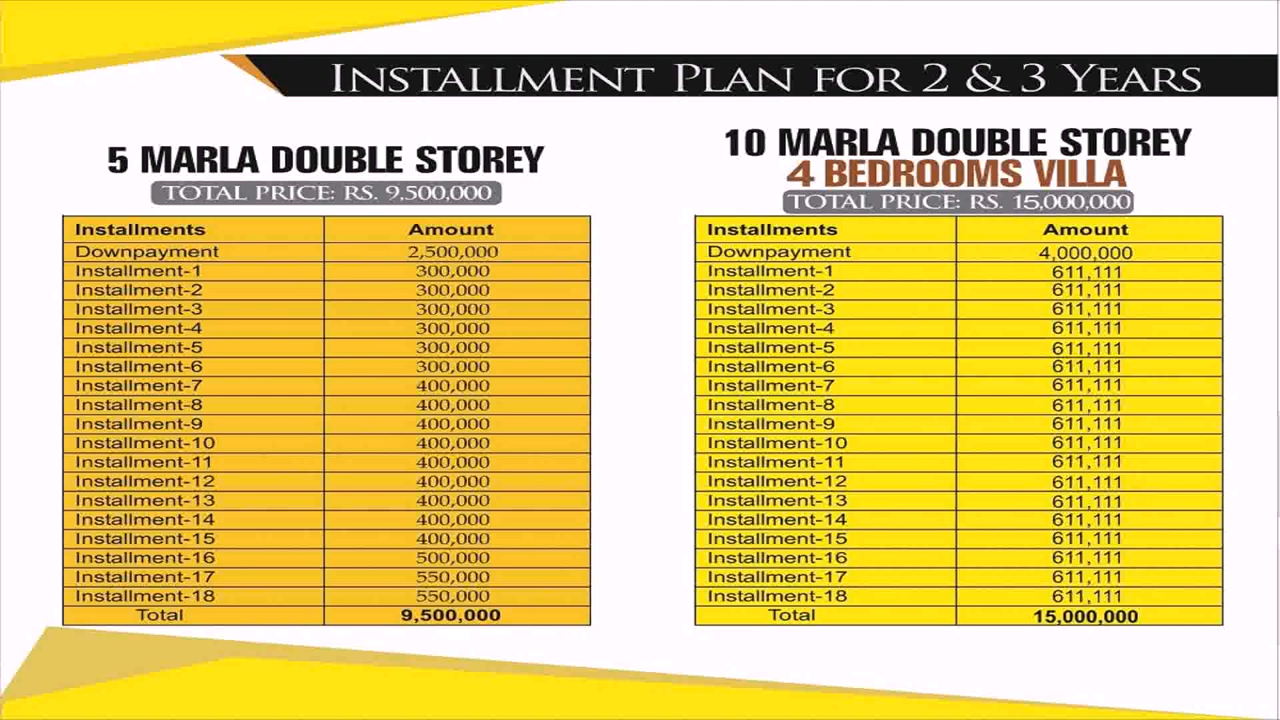 INSTALLMENT PLAN FOR 2 & 3 YEARS
5 MARLA DOUBLE STOREY
TOTAL PRICE: RS. 9,500,000
Installments Amount
Downpayment 2,500,000
Installment-1 300,000
Installment-2 300,000
Installment-3 300,000
Installment-4 300,000
Installment-5 300,000
Installment-6 300,000
Installment-7 400,000
Installment-8 400,000
Installment-9 400,000
Installment-10 400,000
Installment-11 400,000
Installment-12 400,000
Installment-13 400,000
Installment-14 400,000
Installment-15 400,000
Installment-16 500,000
Installment-17 550,000
Installment-18 550,000
Total 9,500,000
10 MARLA DOUBLE STOREY
4 BEDROOMS VILLA
TOTAL PRICE: RS. 15,000,000
Installments Amount
Downpayment 4,000,000
Installment-1 611,111
Installment-2 611,111
Installment-3 611,111
Installment-4 611,111
Installment-5 611,111
Installment-6 611,111
Installment-7 611,111
Installment-8 611,111
Installment-9 611,111
Installment-10 611,111
Installment-11 611,111
Installment-12 611,111
Installment-13 611,111
Installment-14 611,111
Installment-15 611,111
Installment-16 611,111
Installment-17 611,111
Installment-18 611,111
Total 15,000,000